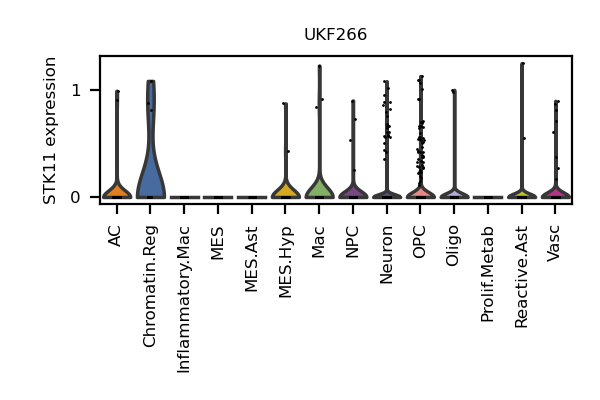 UKF266
STK11 expression
1
0
AC
Chromatin.Reg
Inflammatory.Mac
MES
MES.Ast
MES.Hyp
Mac
NPC
Neuron
OPC
Oligo
Prolif.Metab
Reactive.Ast
Vasc